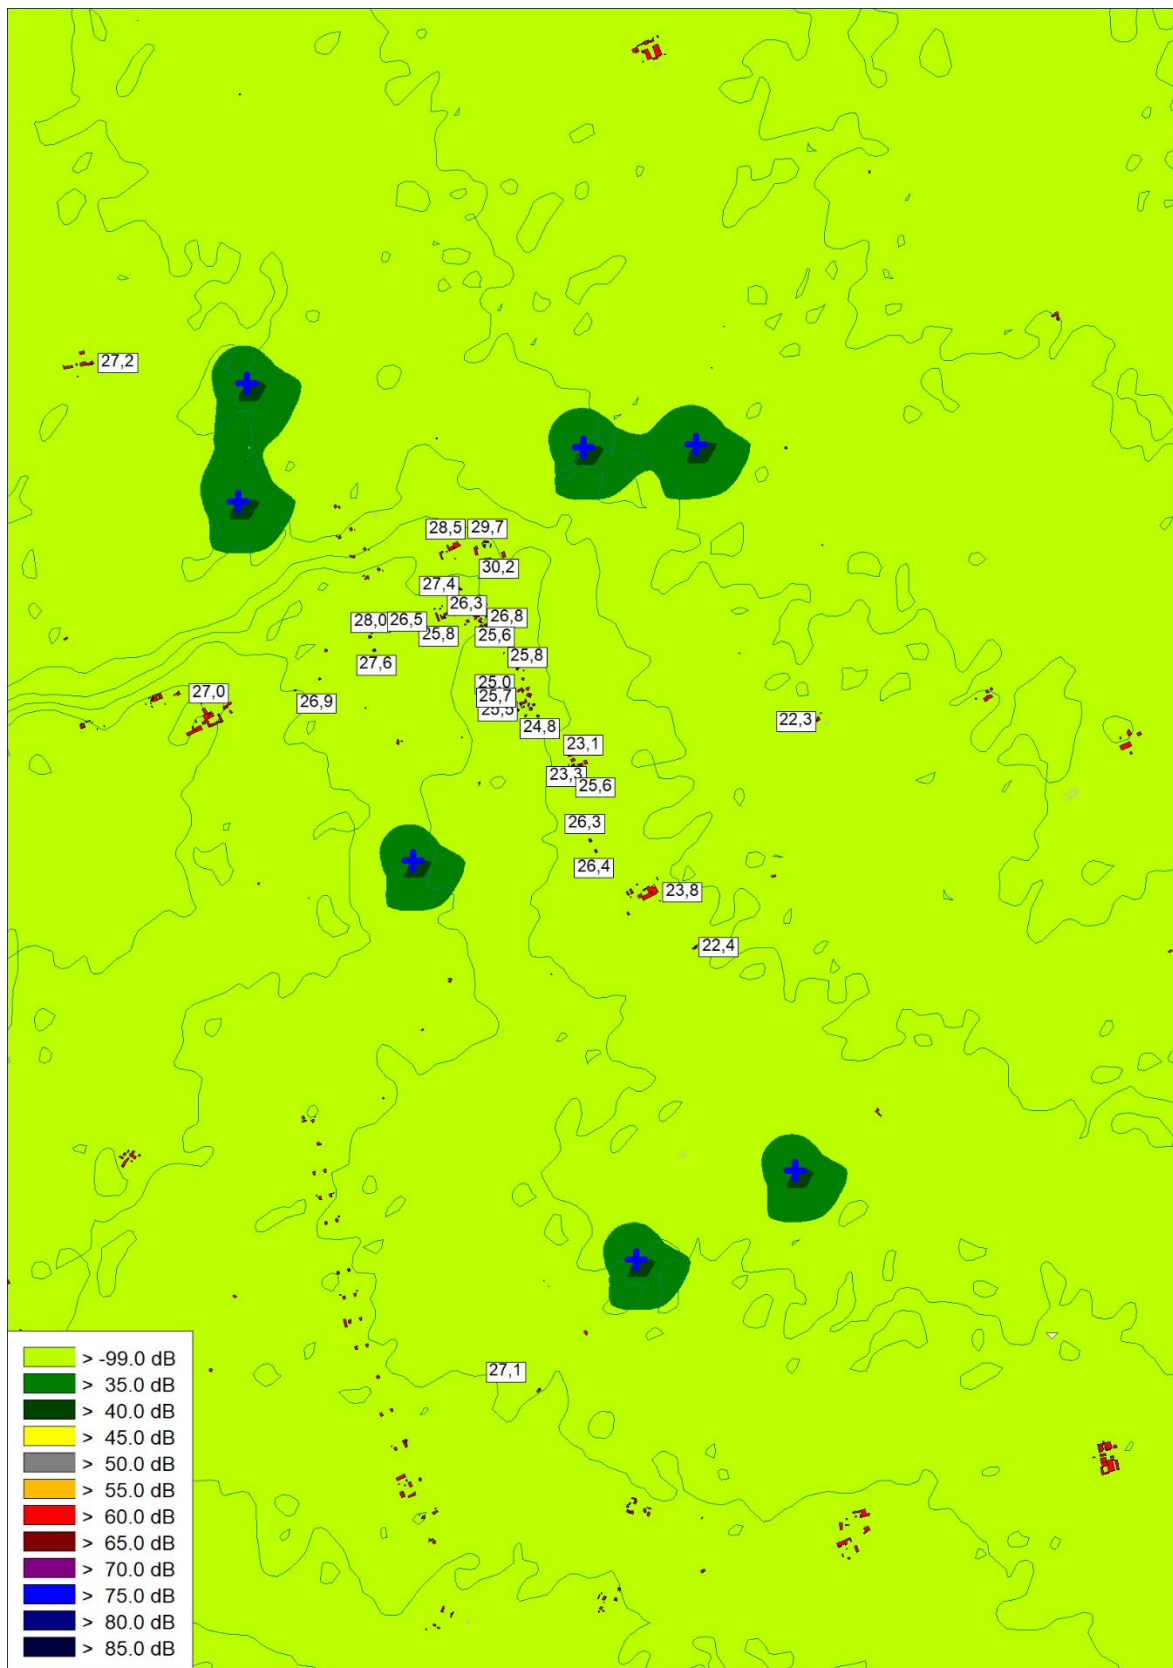 27,2
28,5
29,7
30,2
27,4
26,3
26,8
28,0
26,5
25,8
25,6
25,8
27,6
25,0
27,0
25,7
26,9
25,5
22,3
24,8
23,1
23,3
25,6
26,3
26,4
23,8
22,4
27,1
> -99.0 dB
> 35.0 dB
> 40.0 dB
> 45.0 dB
> 50.0 dB
> 55.0 dB
> 60.0 dB
> 65.0 dB
> 70.0 dB
> 75.0 dB
> 80.0 dB
> 85.0 dB